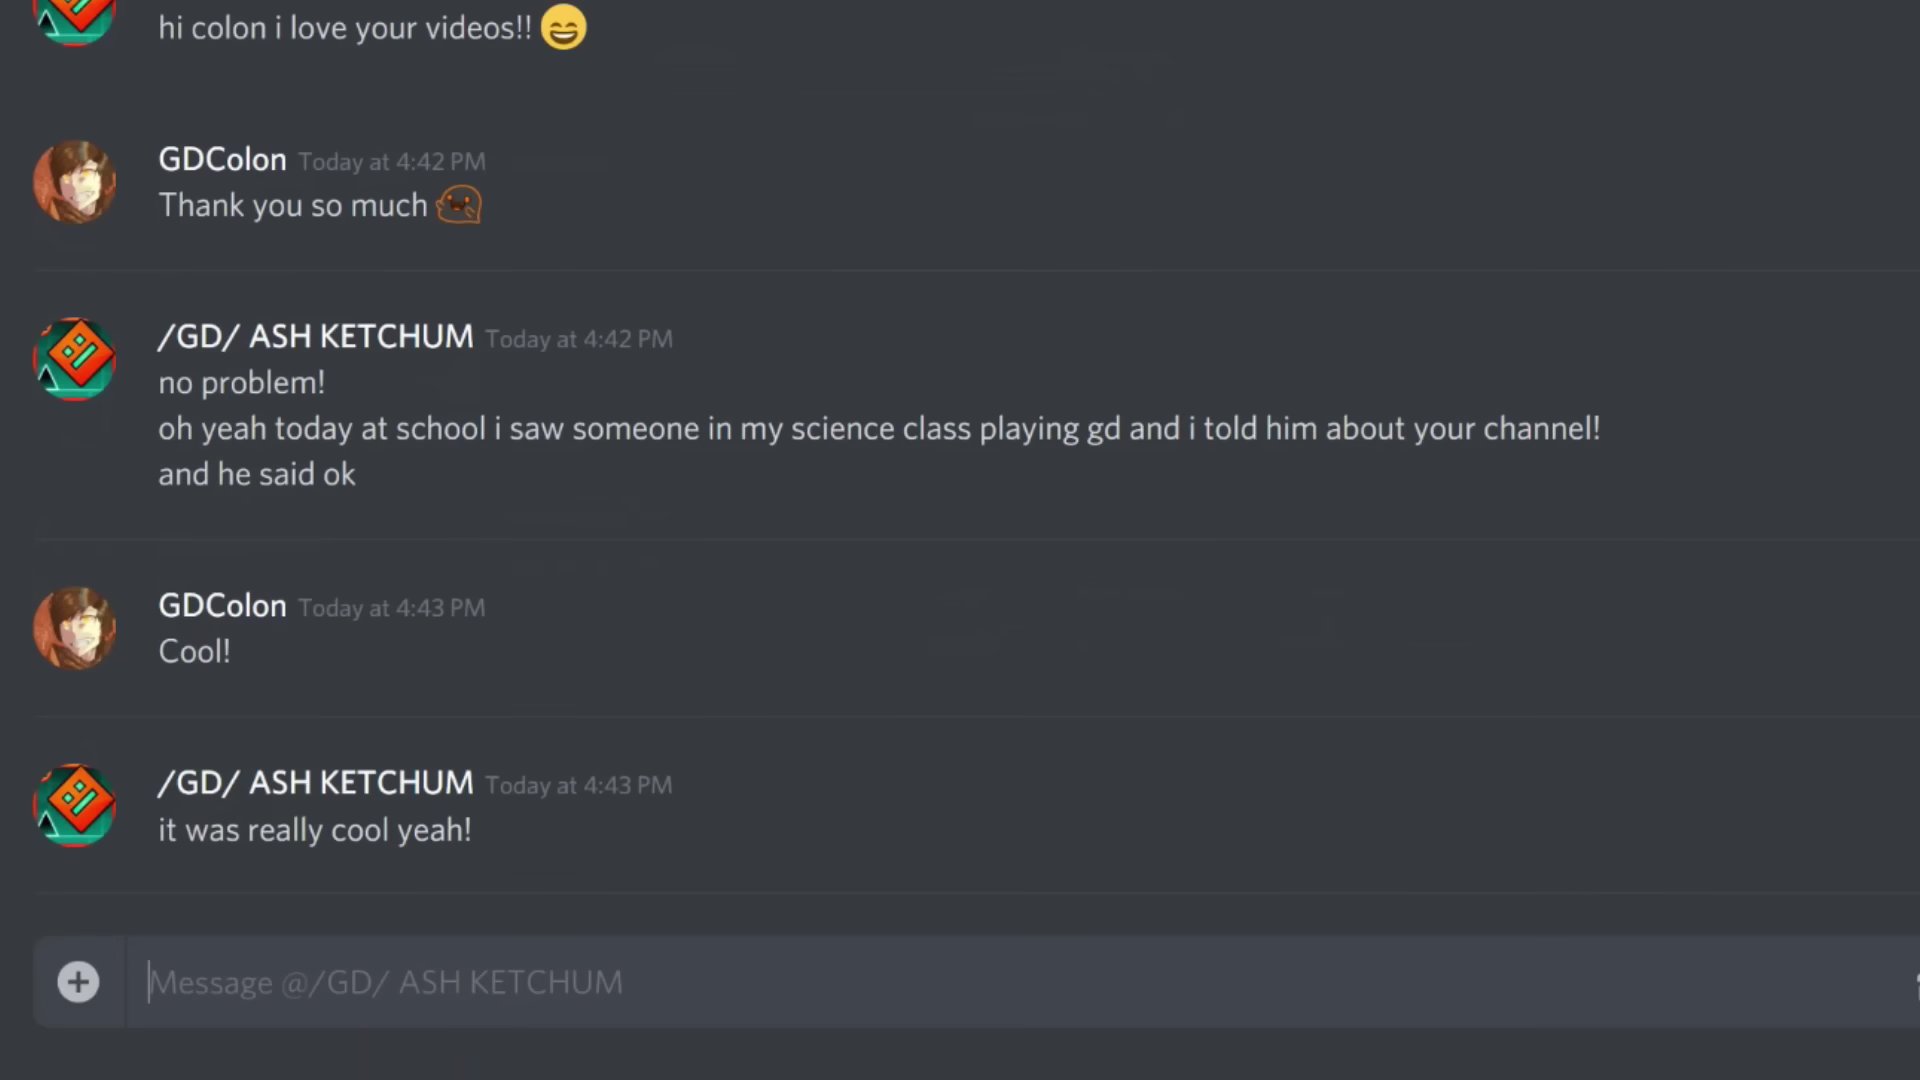 hi colon i love your videos!! 😄
GDColon Today at 4:42 PM
Thank you so much
/GD/ ASH KETCHUM Today at 4:42 PM
no problem!
oh yeah today at school i saw someone in my science class playing gd and i told him about your channel!
and he said ok
GDColon Today at 4:43 PM
Cool!
/GD/ ASH KETCHUM Today at 4:43 PM
it was really cool yeah!
Message @/GD/ ASH KETCHUM